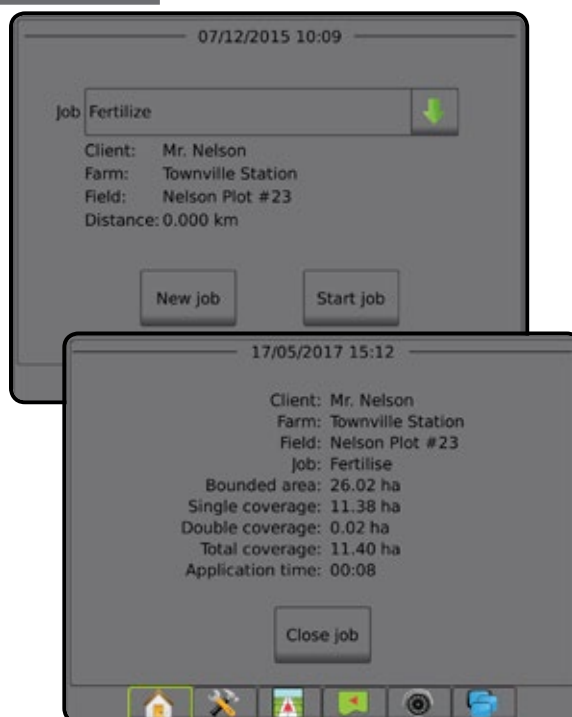 07/12/2015 10:09
Job Fertilize
Client: Mr. Nelson
Farm: Townville Station
Field: Nelson Plot #23
Distance: 0.000 km
New job Start job
17/05/2017 15:12
Client: Mr. Nelson
Farm: Townville Station
Field: Nelson Plot #23
Job: Fertilise
Bounded area: 26.02 ha
Single coverage: 11.38 ha
Double coverage: 0.02 ha
Total coverage: 11.40 ha
Application time: 00:08
Close job